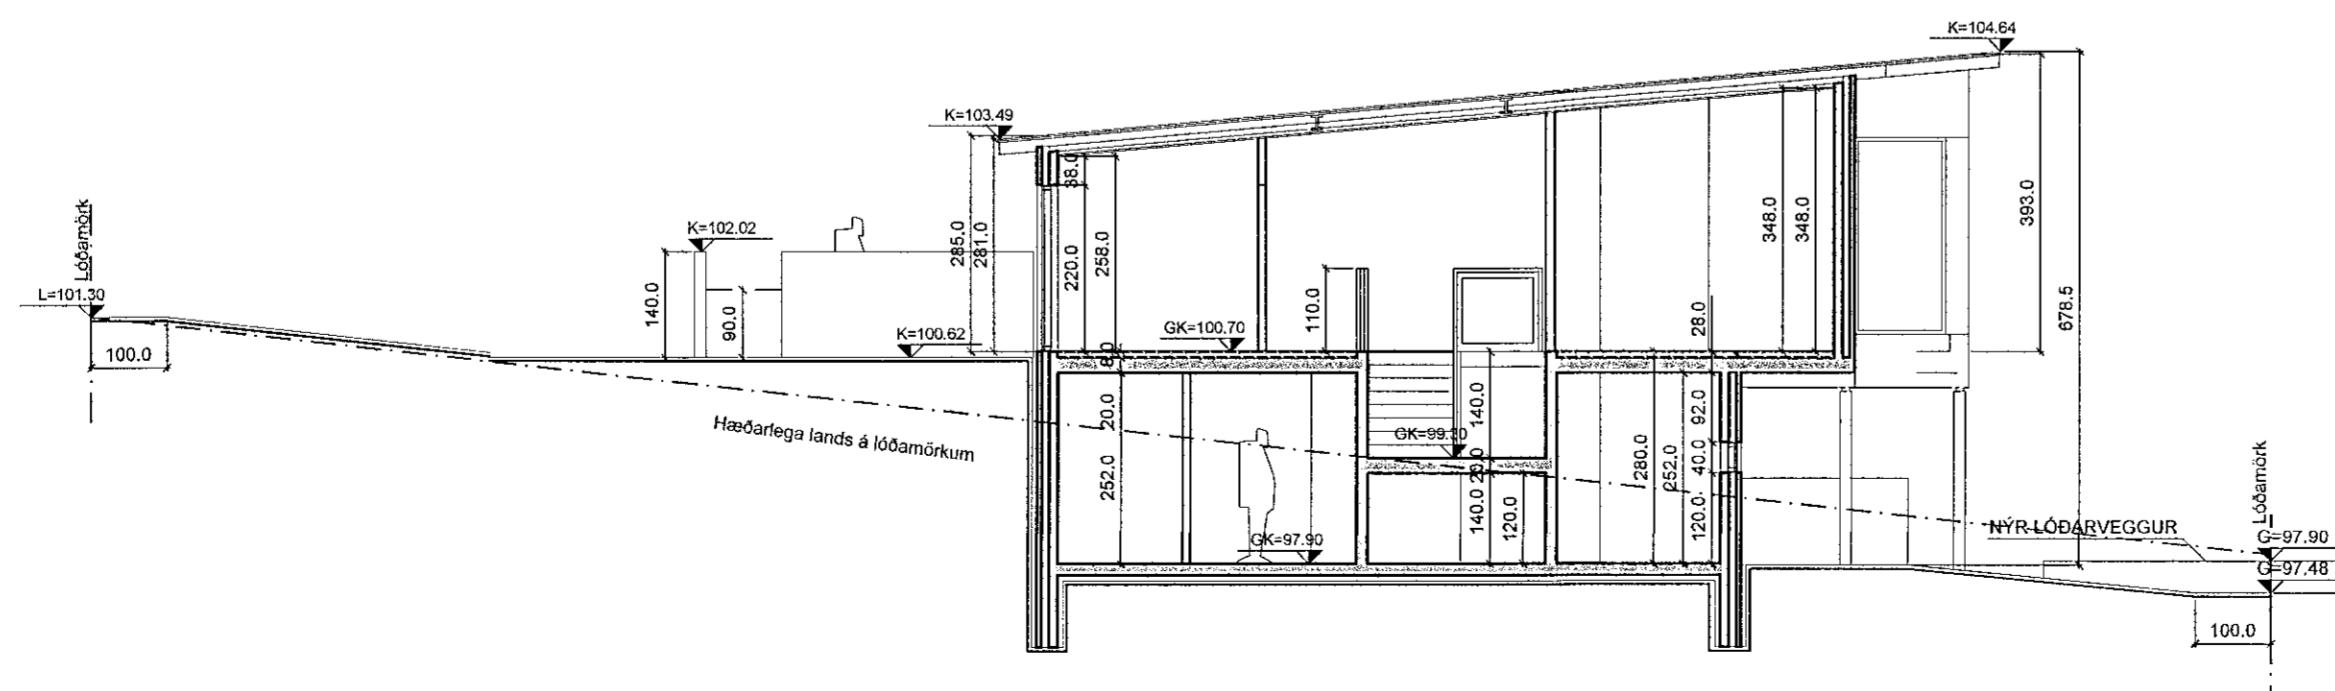 K=104.64
K=103.49
38.0
Lóðamörk
K=102.02
285.0
281.0
220.0
258.0
348.0
348.0
393.0
678.5
L=101.30
140.0
90.0
110.0
28.0
GK=100.70
K=100.62
100.0
8.0
20.0
140.0
92.0
Hæðarlega lands á lóðamörkum
GK=99.30
252.0
20.0
280.0
252.0
40.0
140.0
120.0
120.0
Lóðamörk
NÝR LÓÐARVEGGUR
GK=97.90
G=97.90
G=97.48
100.0